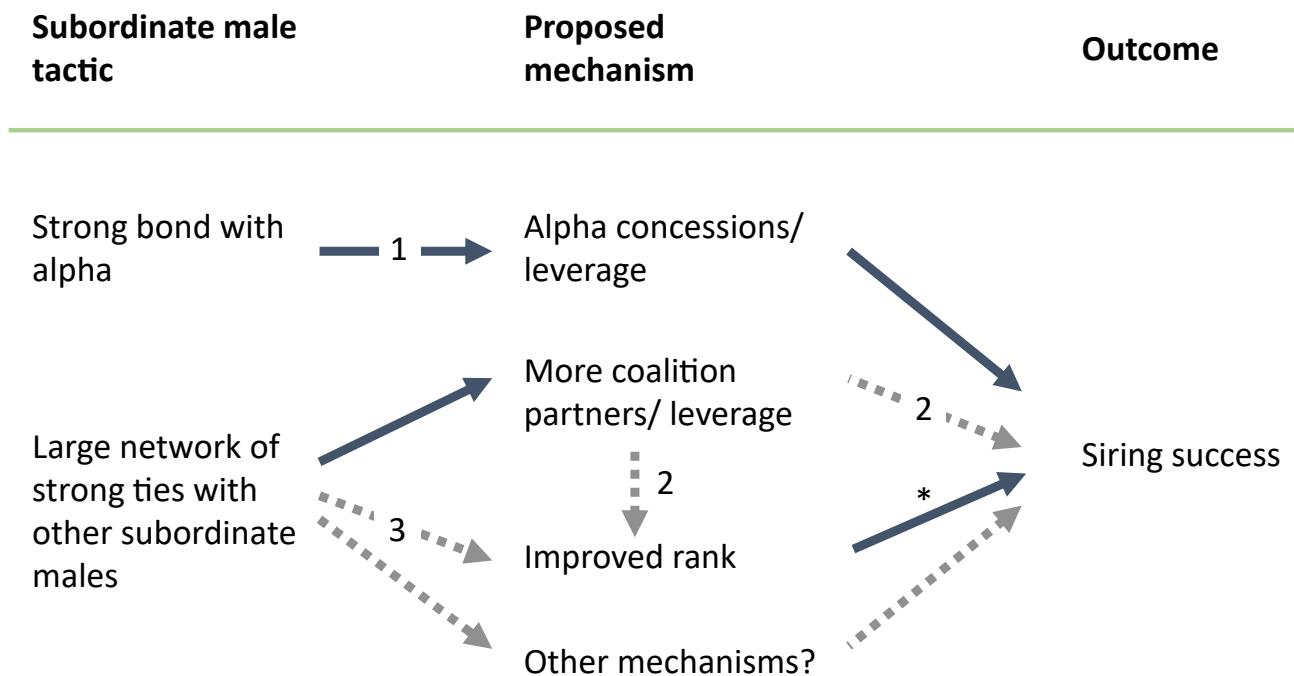 Subordinate male
tactic
Proposed
mechanism
Outcome
Strong bond with
alpha
1
Alpha concessions/
leverage
More coalition
partners/ leverage
2
2
Large network of
strong ties with
other subordinate
males
3
Improved rank
*
Siring success
Other mechanisms?